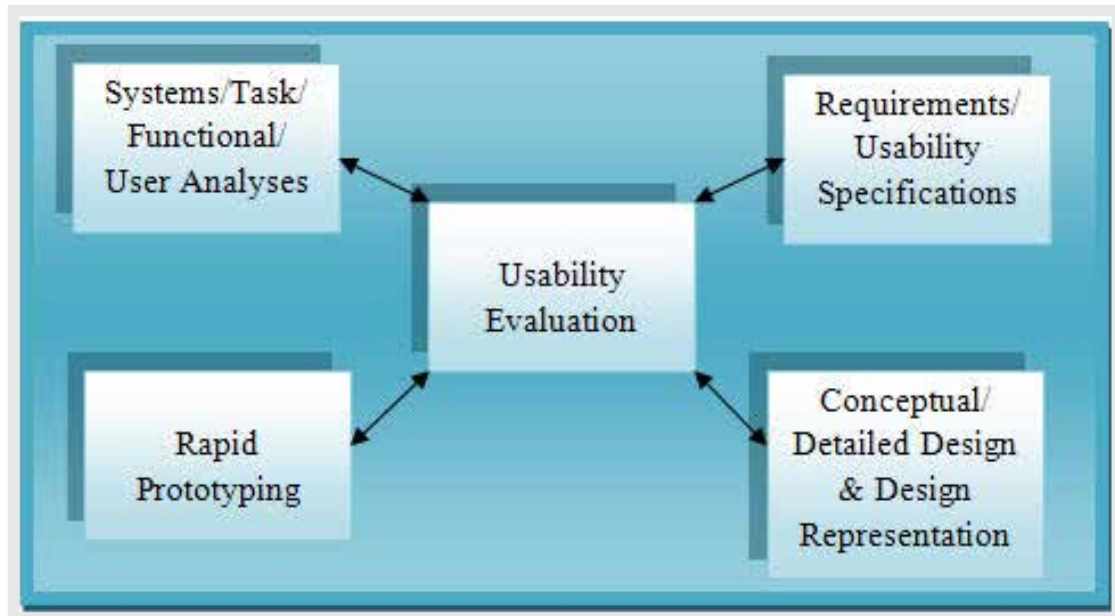 Systems/Task/
Functional/
User Analyses
Requirements/
Usability
Specifications
Usability
Evaluation
Rapid
Prototyping
Conceptual/
Detailed Design
& Design
Representation